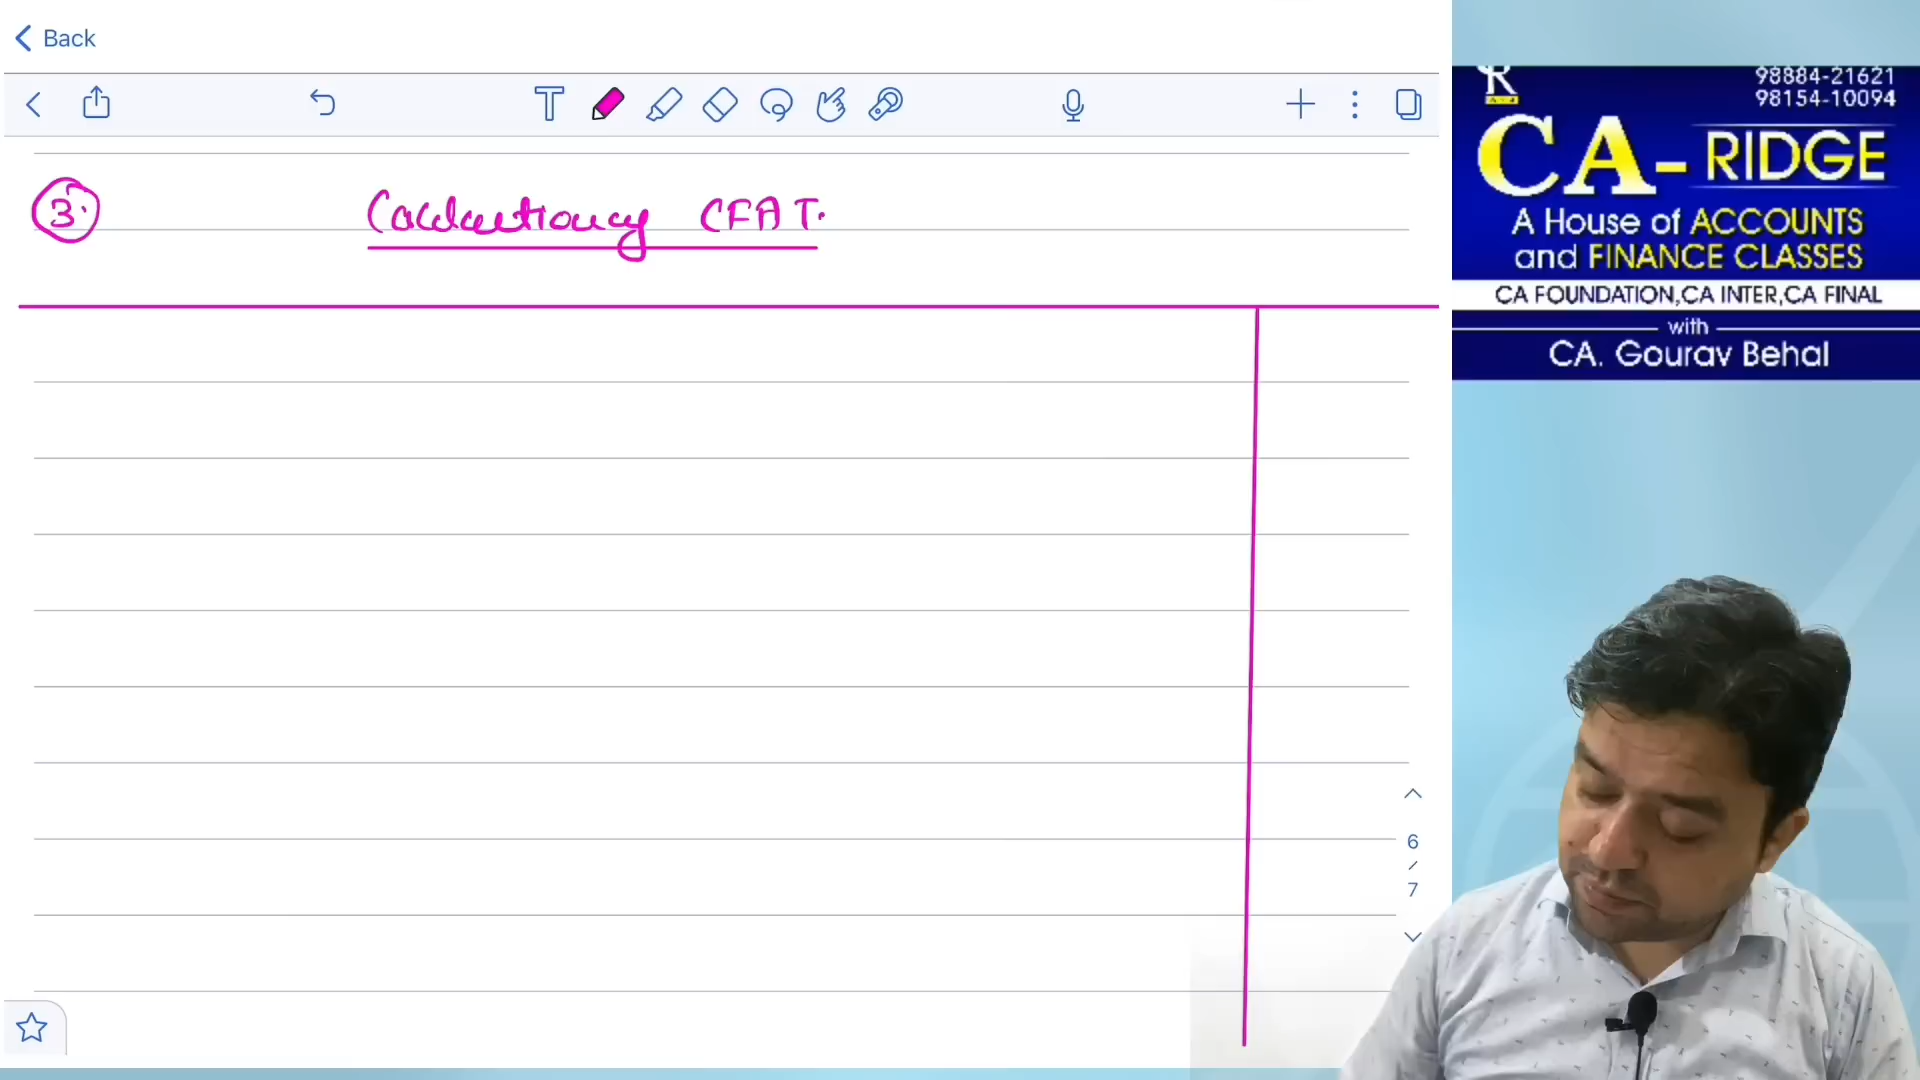 Back
98884-21621
98154-10094
CA-RIDGE
A House of ACCOUNTS
and FINANCE CLASSES
CA FOUNDATION,CA INTER,CA FINAL
with
CA. Gourav Behal
3.
CFAT.
6
/
7